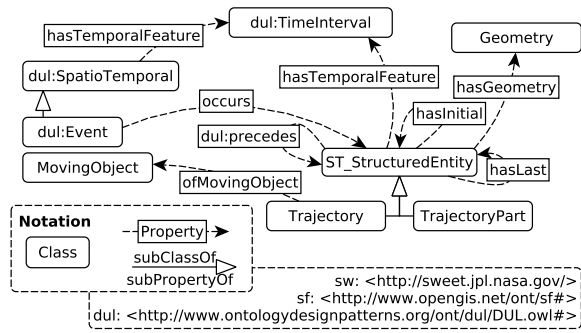 dul:TimeInterval
hasTemporalFeature
Geometry
dul:SpatioTemporal
hasTemporalFeature
hasGeometry
occurs
hasInitial
dul:Event
dul:precedes
MovingObject
ST_StructuredEntity
hasLast
ofMovingObject
Trajectory
TrajectoryPart
Notation
Property
Class
subClassOf
subPropertyOf
sw: <http://sweet.jpl.nasa.gov/>
sf: <http://www.opengis.net/ont/sf#>
dul: <http://www.ontologydesignpatterns.org/ont/dul/DUL.owl#>